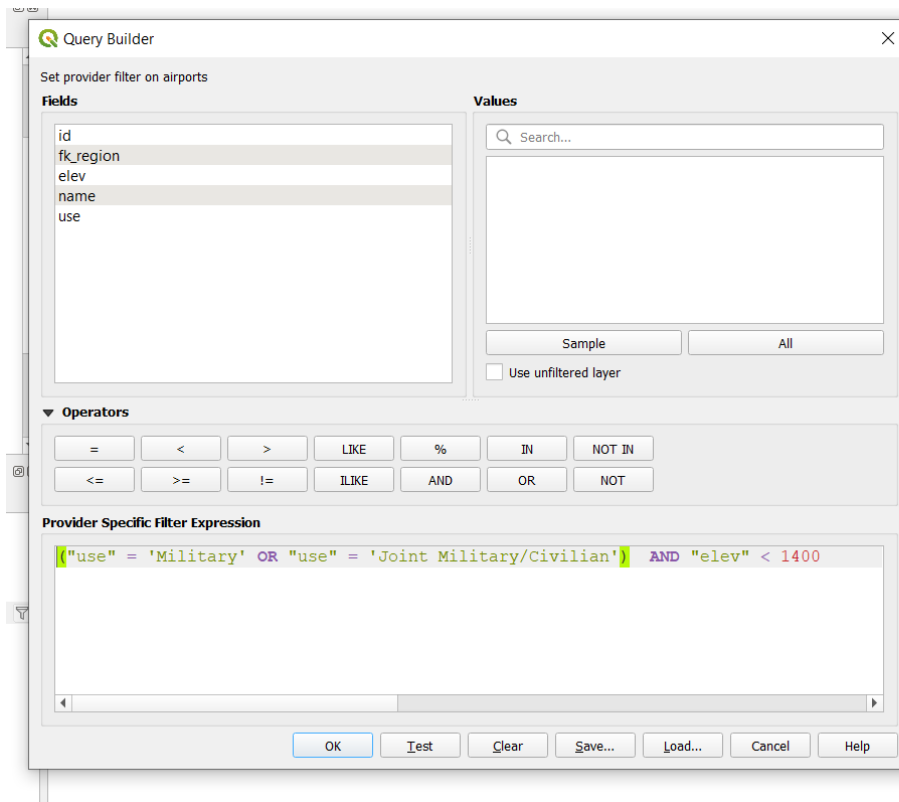 Query Builder
Set provider filter on airports
Fields
Values
id
fk_region
elev
name
use
Search...
Sample
All
Use unfiltered layer
Operators
=
<
>
LIKE
%
IN
NOT IN
<=
>=
!=
ILIKE
AND
OR
NOT
Provider Specific Filter Expression
("use" = 'Military' OR "use" = 'Joint Military/Civilian')  AND "elev" < 1400
OK
Test
Clear
Save...
Load...
Cancel
Help